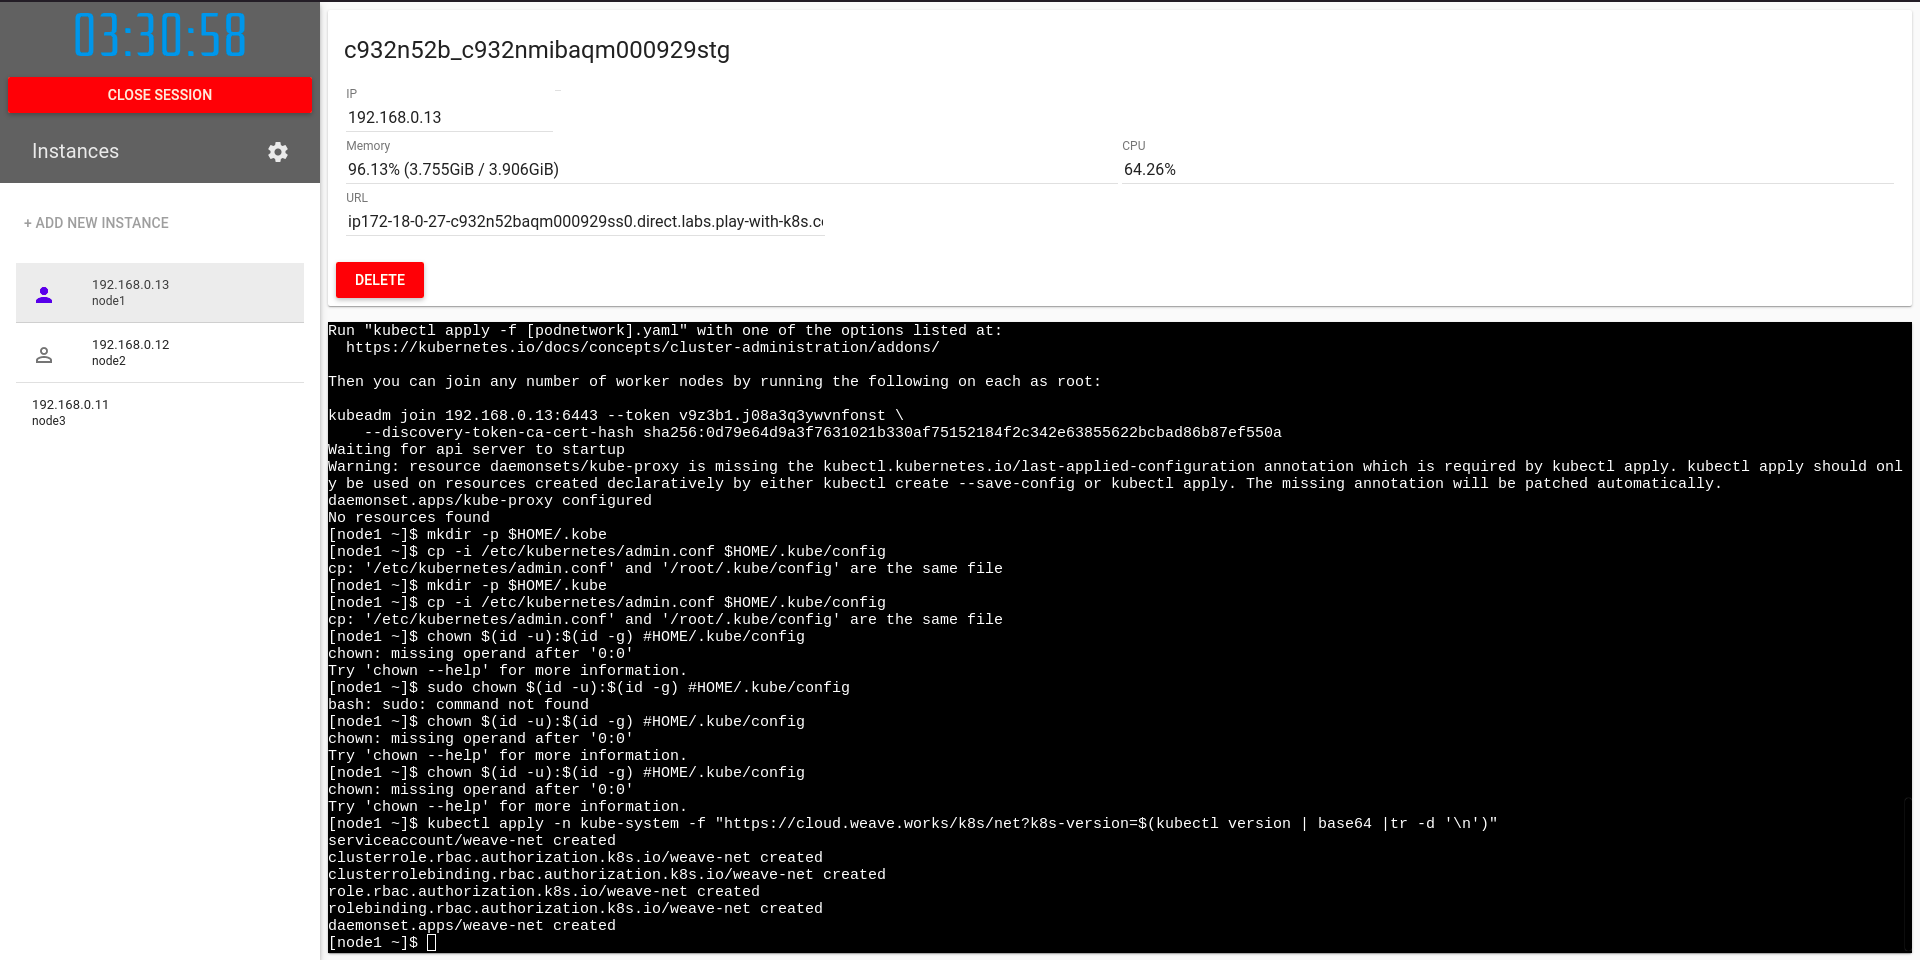 03:30:58
CLOSE SESSION
Instances
+ ADD NEW INSTANCE
192.168.0.13
node1
192.168.0.12
node2
192.168.0.11
node3
c932n52b_c932nmibaqm000929stg
IP
192.168.0.13
Memory
96.13% (3.755GiB / 3.906GiB)
CPU
64.26%
URL
ip172-18-0-27-c932n52baqm000929ss0.direct.labs.play-with-k8s.c
DELETE
Run "kubectl apply -f [podnetwork].yaml" with one of the options listed at:
  https://kubernetes.io/docs/concepts/cluster-administration/addons/
Then you can join any number of worker nodes by running the following on each as root:
kubeadm join 192.168.0.13:6443 --token v9z3b1.j08a3q3ywvnfonst \
    --discovery-token-ca-cert-hash sha256:0d79e64d9a3f7631021b330af75152184f2c342e63855622bcbad86b87ef550a
Waiting for api server to startup
Warning: resource daemonsets/kube-proxy is missing the kubectl.kubernetes.io/last-applied-configuration annotation which is required by kubectl apply. kubectl apply should onl
y be used on resources created declaratively by either kubectl create --save-config or kubectl apply. The missing annotation will be patched automatically.
daemonset.apps/kube-proxy configured
No resources found
[node1 ~]$ mkdir -p $HOME/.kobe
[node1 ~]$ cp -i /etc/kubernetes/admin.conf $HOME/.kube/config
cp: '/etc/kubernetes/admin.conf' and '/root/.kube/config' are the same file
[node1 ~]$ mkdir -p $HOME/.kube
[node1 ~]$ cp -i /etc/kubernetes/admin.conf $HOME/.kube/config
cp: '/etc/kubernetes/admin.conf' and '/root/.kube/config' are the same file
[node1 ~]$ chown $(id -u):$(id -g) #HOME/.kube/config
chown: missing operand after '0:0'
Try 'chown --help' for more information.
[node1 ~]$ sudo chown $(id -u):$(id -g) #HOME/.kube/config
bash: sudo: command not found
[node1 ~]$ chown $(id -u):$(id -g) #HOME/.kube/config
chown: missing operand after '0:0'
Try 'chown --help' for more information.
[node1 ~]$ chown $(id -u):$(id -g) #HOME/.kube/config
chown: missing operand after '0:0'
Try 'chown --help' for more information.
[node1 ~]$ kubectl apply -n kube-system -f "https://cloud.weave.works/k8s/net?k8s-version=$(kubectl version | base64 |tr -d '\n')"
serviceaccount/weave-net created
clusterrole.rbac.authorization.k8s.io/weave-net created
clusterrolebinding.rbac.authorization.k8s.io/weave-net created
role.rbac.authorization.k8s.io/weave-net created
rolebinding.rbac.authorization.k8s.io/weave-net created
daemonset.apps/weave-net created
[node1 ~]$